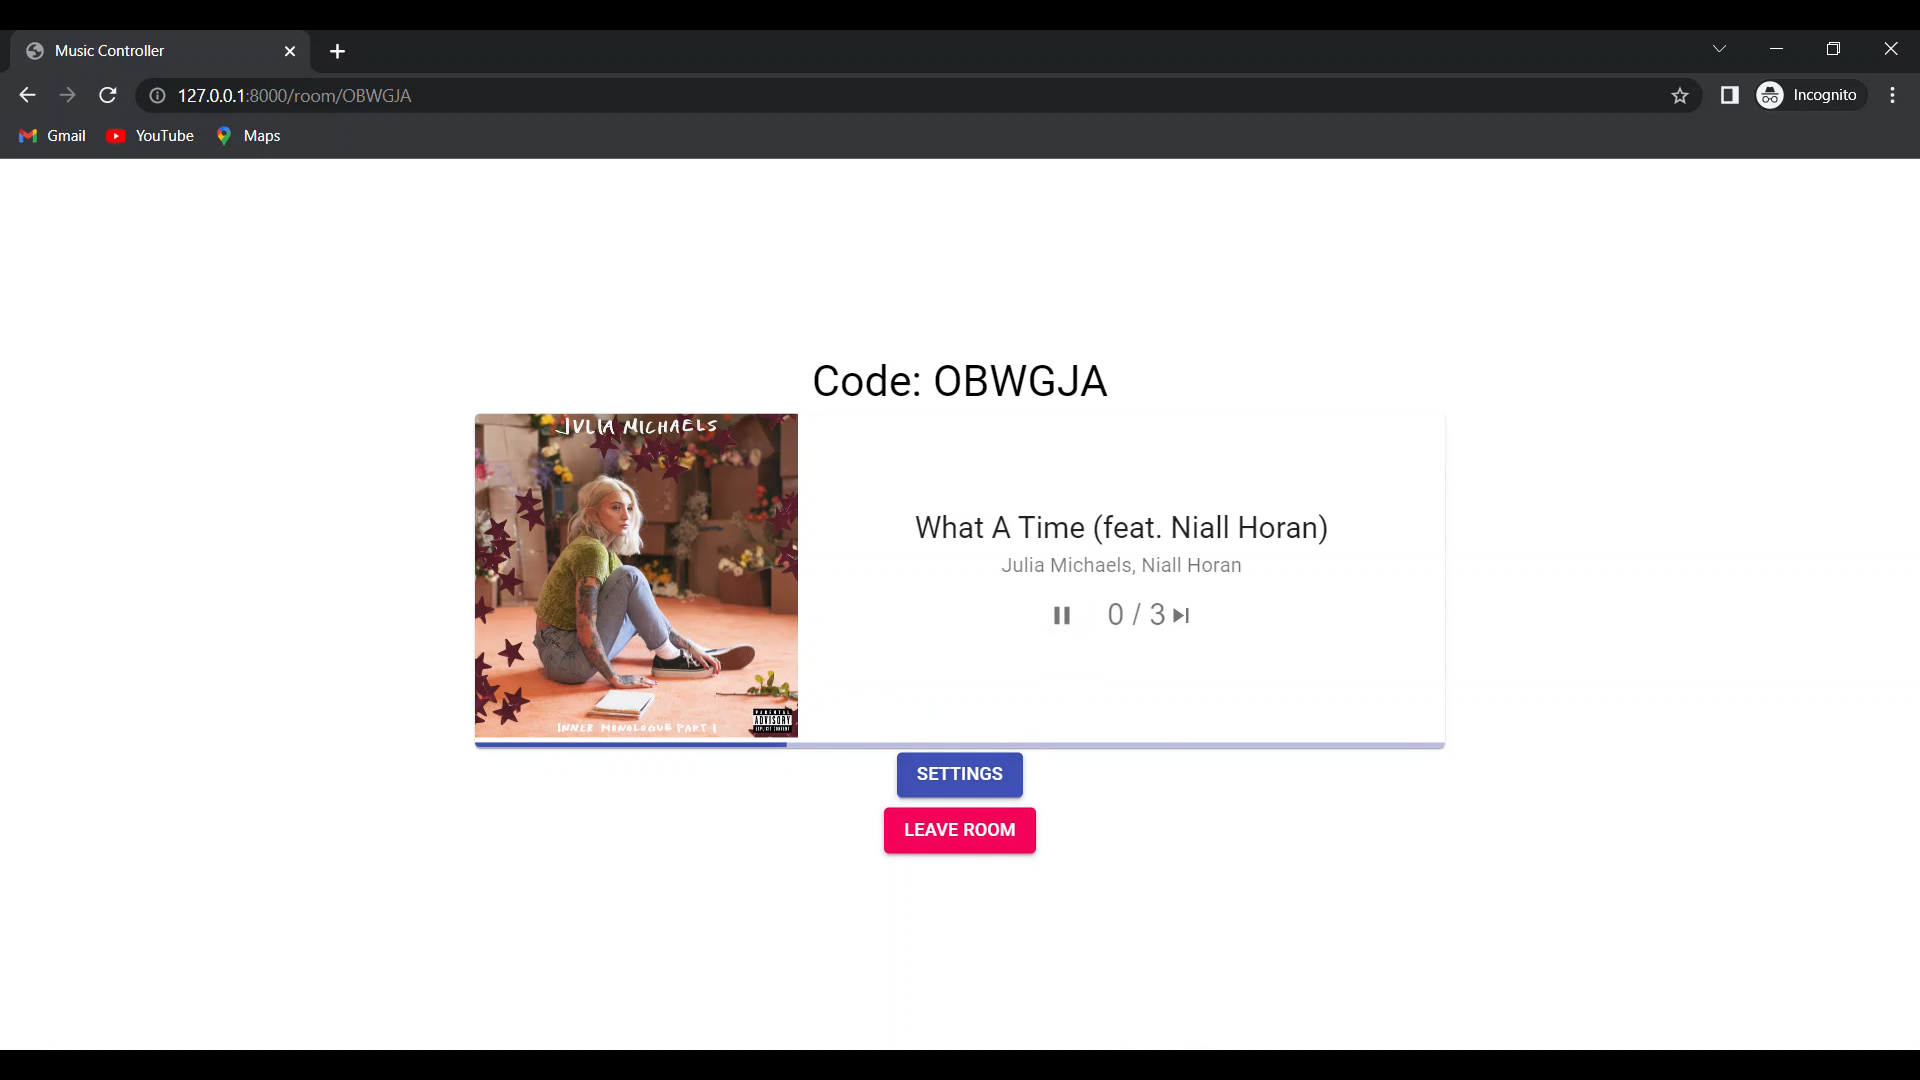 Music Controller
127.0.0.1:8000/room/OBWGJA
Incognito
Gmail YouTube Maps
Code: OBWGJA
JULIA MICHAELS
What A Time (feat. Niall Horan)
Julia Michaels, Niall Horan
0 / 3
INNER MONOLOGUE PART 1
PARENTAL
ADVISORY
EXPLICIT CONTENT
SETTINGS
LEAVE ROOM